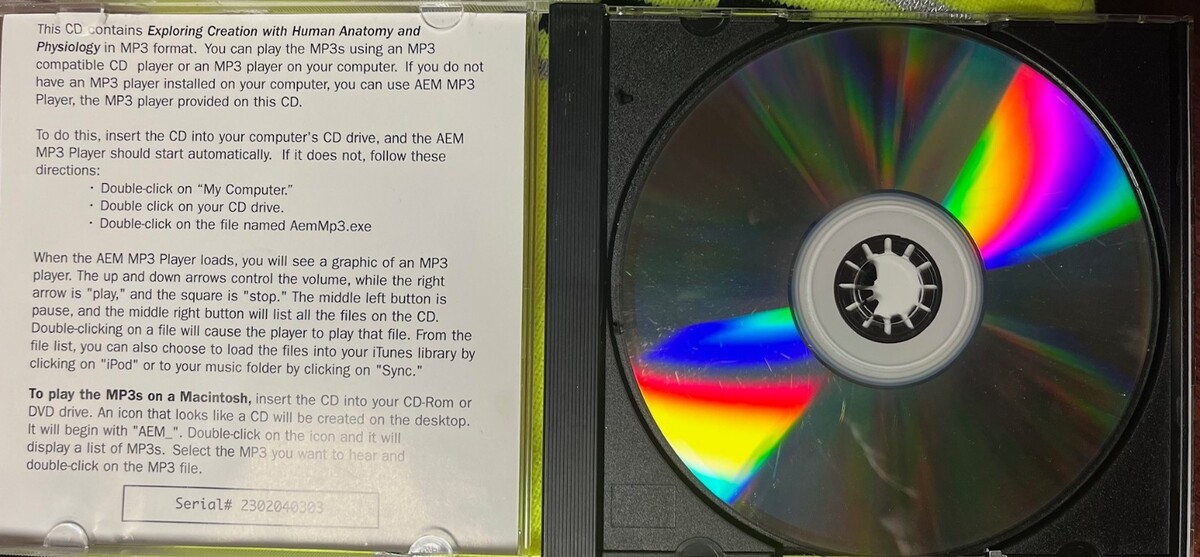 This CD contains Exploring Creation with Human Anatomy and
Physiology in MP3 format. You can play the MP3s using an MP3
compatible CD player or an MP3 player on your computer. If you do not
have an MP3 player installed on your computer, you can use AEM MP3
Player, the MP3 player provided on this CD.
To do this, insert the CD into your computer's CD drive, and the AEM
MP3 Player should start automatically. If it does not, follow these
directions:
· Double-click on “My Computer.”
· Double click on your CD drive.
· Double-click on the file named AemMp3.exe
When the AEM MP3 Player loads, you will see a graphic of an MP3
player. The up and down arrows control the volume, while the right
arrow is "play," and the square is "stop." The middle left button is
pause, and the middle right button will list all the files on the CD.
Double-clicking on a file will cause the player to play that file. From the
file list, you can also choose to load the files into your iTunes library by
clicking on "iPod" or to your music folder by clicking on "Sync."
To play the MP3s on a Macintosh, insert the CD into your CD-Rom or
DVD drive. An icon that looks like a CD will be created on the desktop.
It will begin with "AEM_". Double-click on the icon and it will
display a list of MP3s. Select the MP3 you want to hear and
double-click on the MP3 file.
Serial# 2302040303